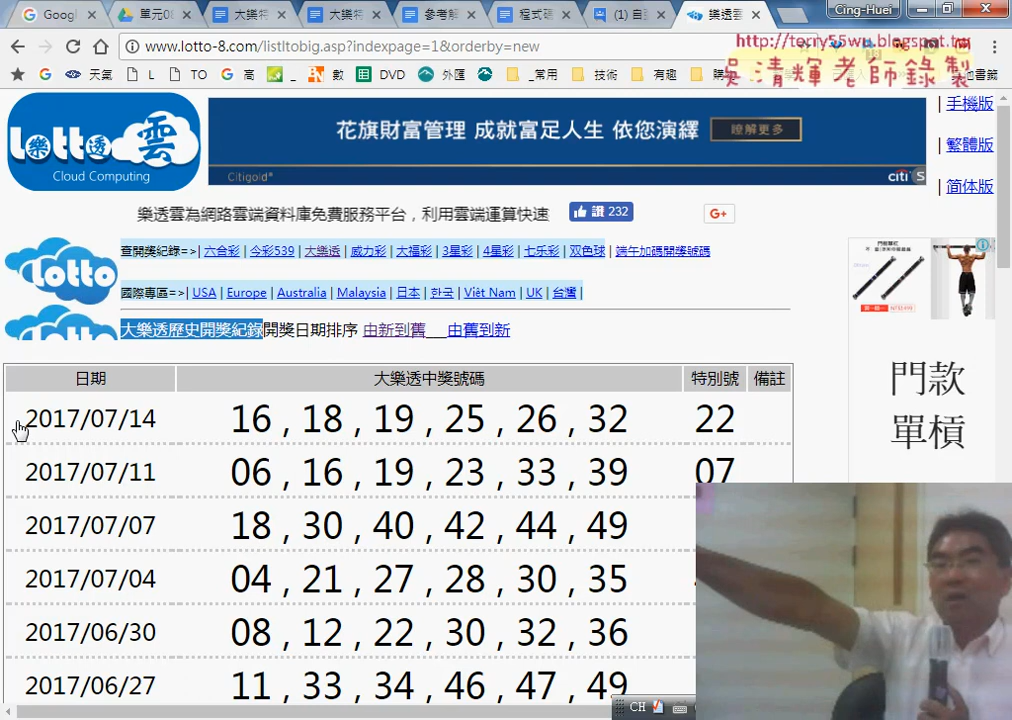 Googl
單元0
大樂
大樂
參考解
程式碼
(1) 自
樂透雲
Cing-Huei
www.lotto-8.com/listltobig.asp?indexpage=1&orderby=new
http://terry55wu.blogspot.tw
吳清輝老師錄製
天氣
L
TO
高
數
DVD
外匯
_常用
技術
有趣
Lotto
樂透
雲
Cloud Computing
花旗財富管理 成就富足人生 依您演繹
瞭解更多
Citigold®
citi
| 手機版
| 繁體版
| 简体版
樂透雲為網路雲端資料庫免費服務平台，利用雲端運算快速
讚 232
G+
查開獎紀錄=>| 六合彩 | 今彩539 | 大樂透 | 威力彩 | 大福彩 | 3星彩 | 4星彩 | 七乐彩 | 双色球 | 端午加碼開獎號碼
lotto
國際專區=>| USA | Europe | Australia | Malaysia | 日本 | 한국 | Việt Nam | UK | 台灣 |
大樂透歷史開獎紀錄開獎日期排序 由新到舊 由舊到新
日期 大樂透中獎號碼 特別號 備註
2017/07/14 16 , 18 , 19 , 25 , 26 , 32 22
2017/07/11 06 , 16 , 19 , 23 , 33 , 39 07
2017/07/07 18 , 30 , 40 , 42 , 44 , 49
2017/07/04 04 , 21 , 27 , 28 , 30 , 35
2017/06/30 08 , 12 , 22 , 30 , 32 , 36
2017/06/27 11 , 33 , 34 , 46 , 47 , 49
門款
單槓
CH